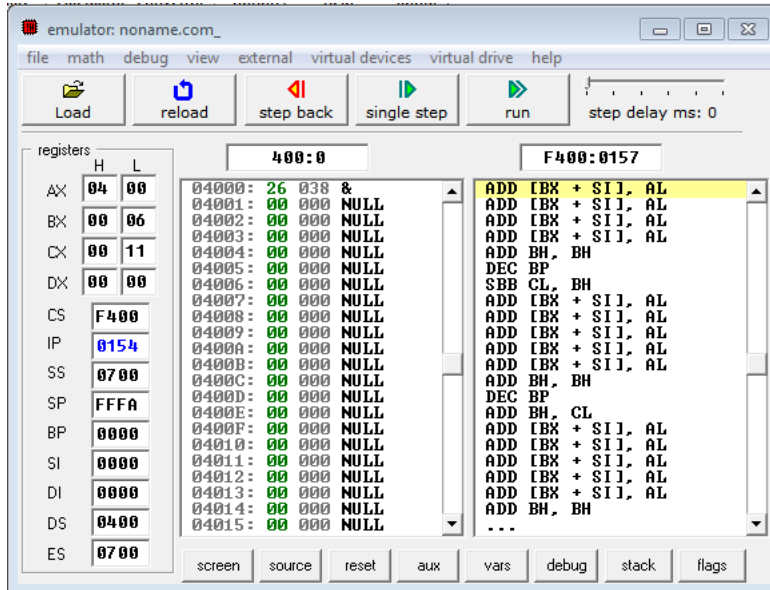 emulator: noname.com_
file math debug view external virtual devices virtual drive help
Load reload step back single step run step delay ms: 0
registers
H L
400:0
F400:0157
AX 04 00
BX 00 06
CX 00 11
DX 00 00
CS F400
IP 0154
SS 0700
SP FFFA
BP 0000
SI 0000
DI 0000
DS 0400
ES 0700
04000: 26 038 &
04001: 00 000 NULL
04002: 00 000 NULL
04003: 00 000 NULL
04004: 00 000 NULL
04005: 00 000 NULL
04006: 00 000 NULL
04007: 00 000 NULL
04008: 00 000 NULL
04009: 00 000 NULL
0400A: 00 000 NULL
0400B: 00 000 NULL
0400C: 00 000 NULL
0400D: 00 000 NULL
0400E: 00 000 NULL
0400F: 00 000 NULL
04010: 00 000 NULL
04011: 00 000 NULL
04012: 00 000 NULL
04013: 00 000 NULL
04014: 00 000 NULL
04015: 00 000 NULL
ADD [BX + SI], AL
ADD [BX + SI], AL
ADD [BX + SI], AL
ADD [BX + SI], AL
ADD BH, BH
DEC BP
SBB CL, BH
ADD [BX + SI], AL
ADD [BX + SI], AL
ADD [BX + SI], AL
ADD [BX + SI], AL
ADD [BX + SI], AL
ADD BH, BH
DEC BP
ADD BH, CL
ADD [BX + SI], AL
ADD [BX + SI], AL
ADD [BX + SI], AL
ADD [BX + SI], AL
ADD [BX + SI], AL
ADD BH, BH
...
screen source reset aux vars debug stack flags